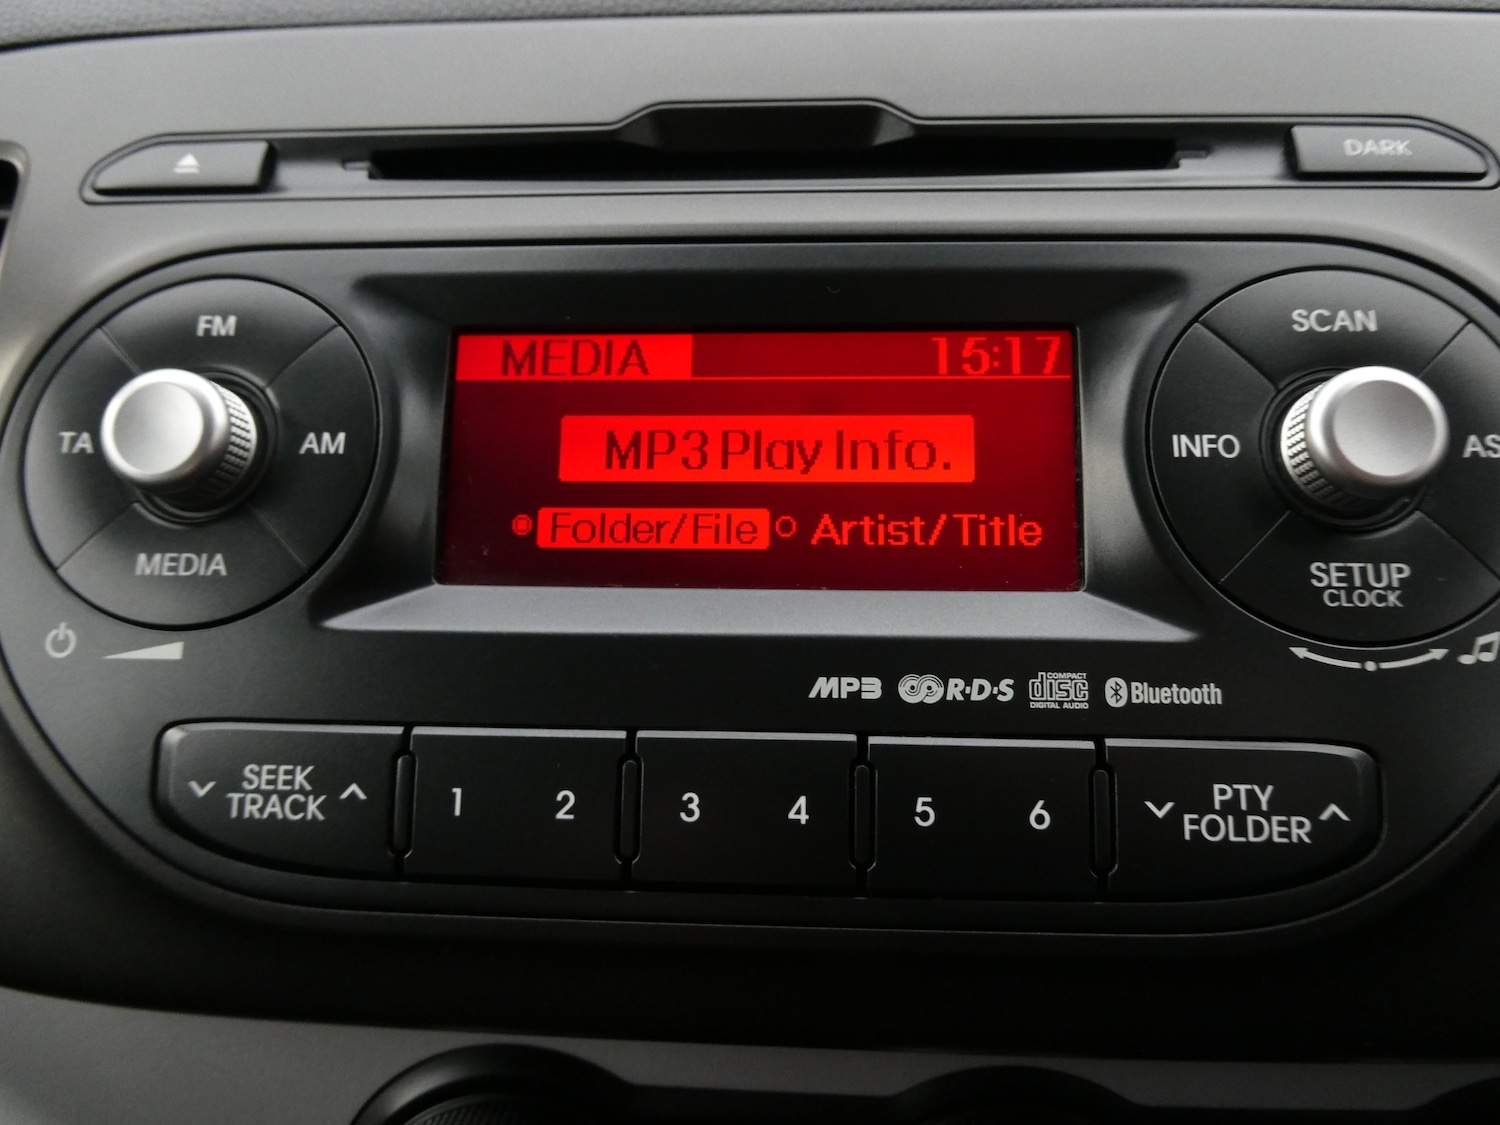 DARK
FM
TA
AM
MEDIA
MEDIA 15:17
MP3 Play Info.
Folder/File Artist/Title
SCAN
INFO
AS
SETUP
CLOCK
MP3 R·D·S COMPACT disc DIGITAL AUDIO Bluetooth
SEEK
TRACK
1 2 3 4 5 6
PTY
FOLDER